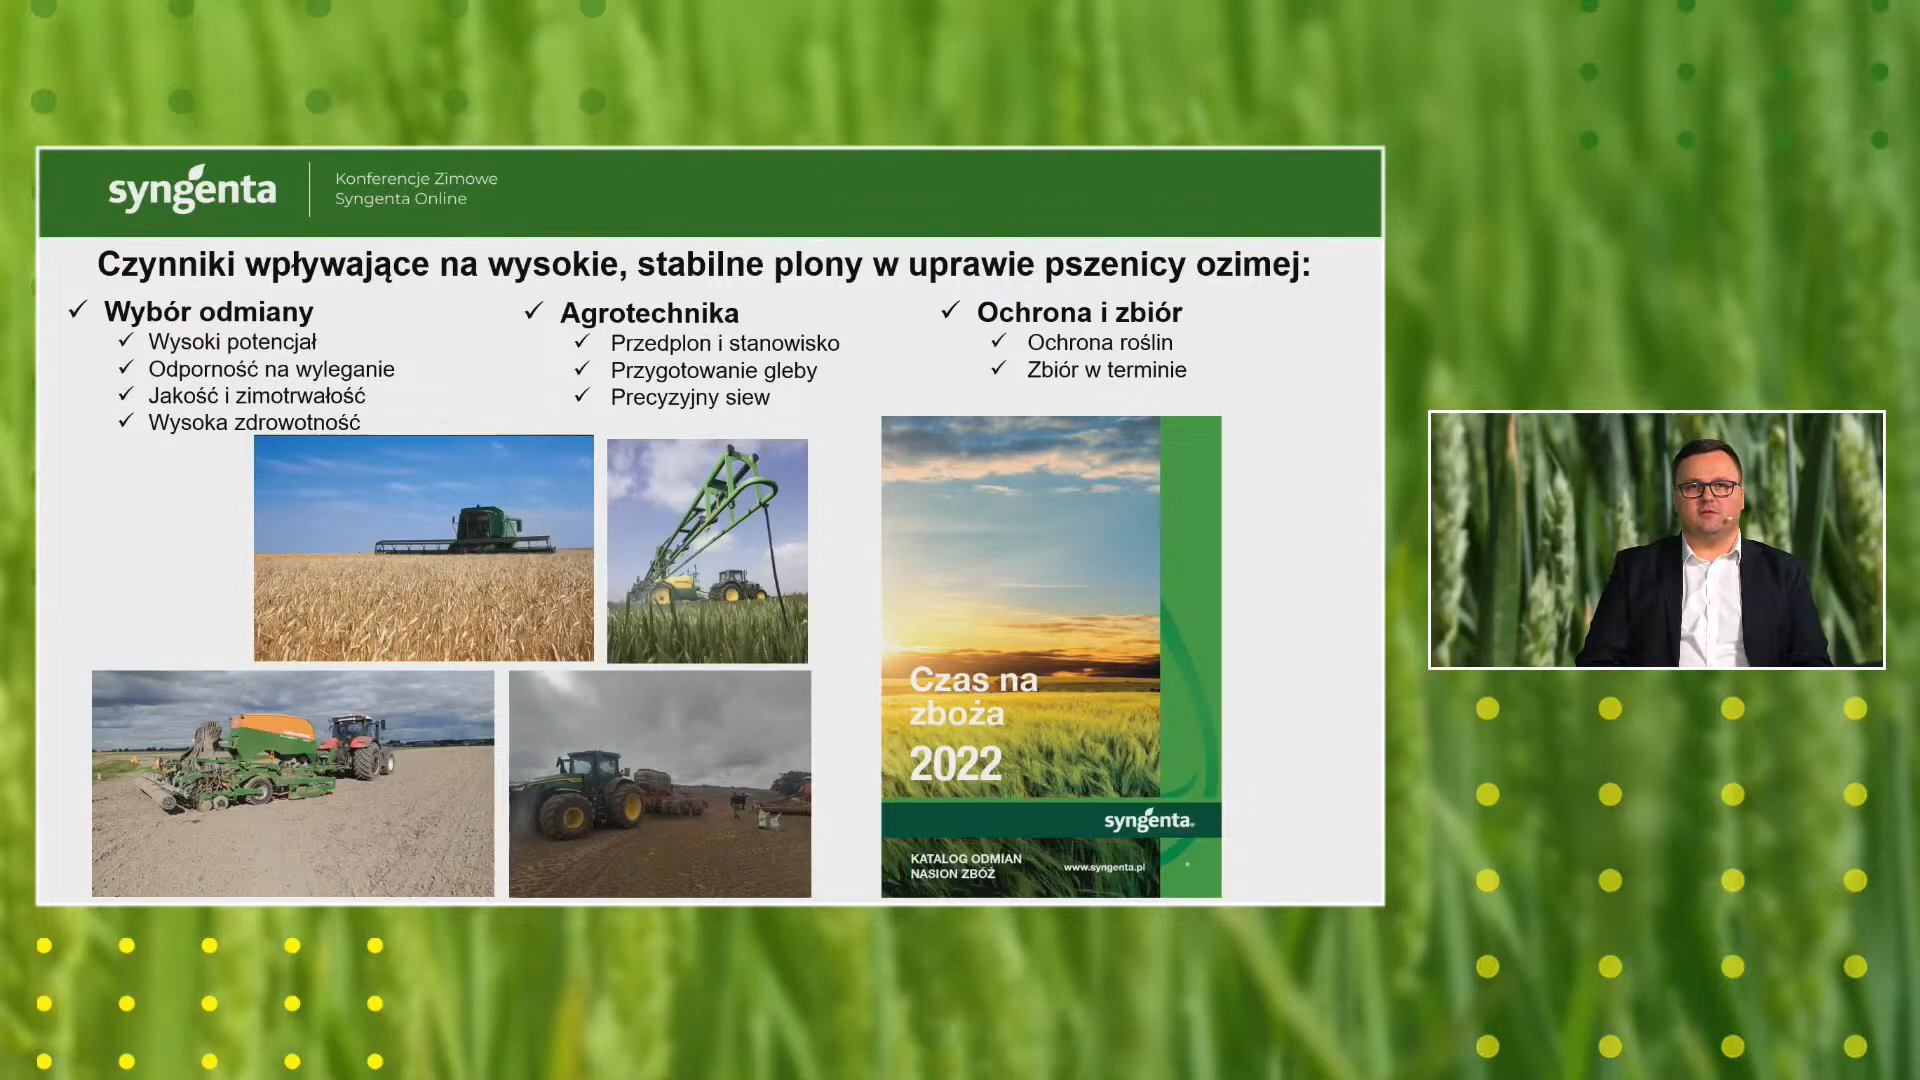 syngenta
Konferencje Zimowe
Syngenta Online
Czynniki wpływające na wysokie, stabilne plony w uprawie pszenicy ozimej:
Wybór odmiany
Wysoki potencjał
Odporność na wyleganie
Jakość i zimotrwałość
Wysoka zdrowotność
Agrotechnika
Przedplon i stanowisko
Przygotowanie gleby
Precyzyjny siew
Ochrona i zbiór
Ochrona roślin
Zbiór w terminie
Czas na
zboża
2022
syngenta®
KATALOG ODMIAN
NASION ZBÓŻ
www.syngenta.pl